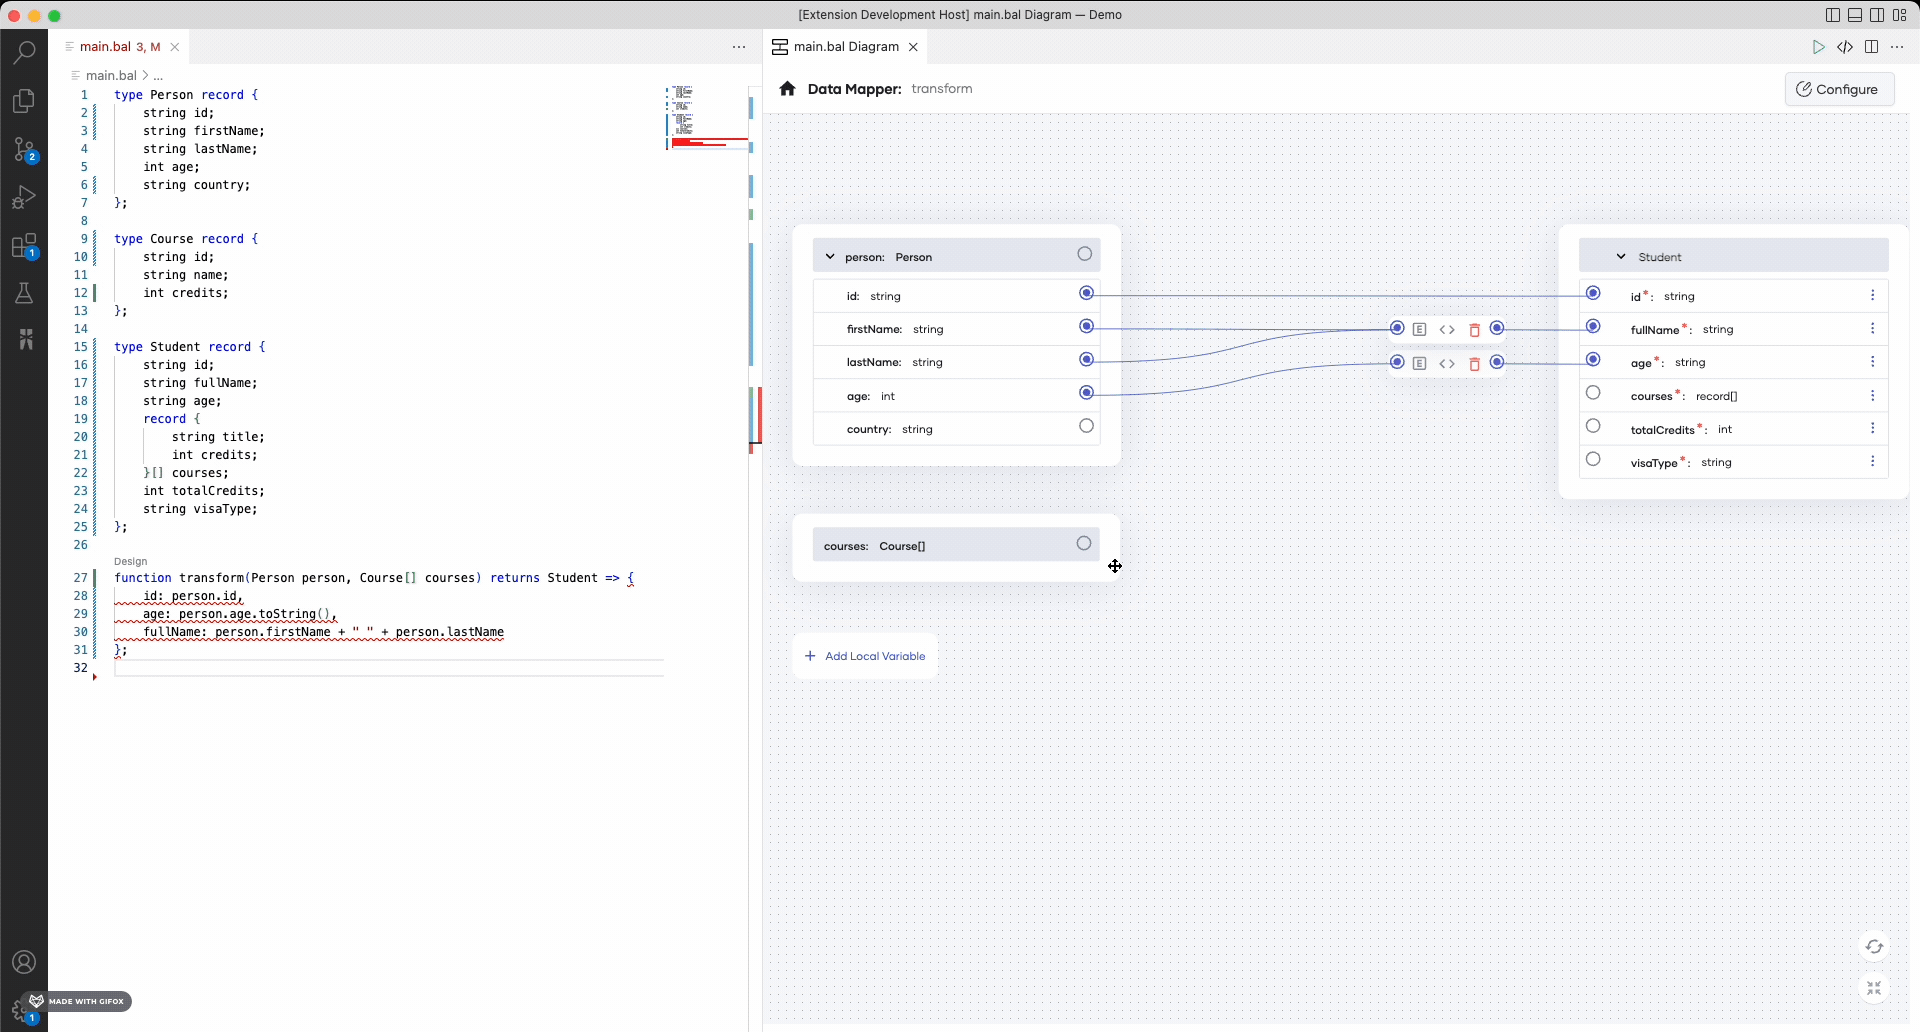 [Extension Development Host] main.bal Diagram — Demo
main.bal 3, M
main.bal > ...
1 type Person record {
2 string id;
3 string firstName;
4 string lastName;
5 int age;
6 string country;
7 };
8
9 type Course record {
10 string id;
11 string name;
12 int credits;
13 };
14
15 type Student record {
16 string id;
17 string fullName;
18 string age;
19 record {
20 string title;
21 int credits;
22 }[] courses;
23 int totalCredits;
24 string visaType;
25 };
26
Design
27 function transform(Person person, Course[] courses) returns Student => {
28 id: person.id,
29 age: person.age.toString(),
30 fullName: person.firstName + " " + person.lastName
31 };
32
2
1
1
MADE WITH GIFOX
main.bal Diagram
Data Mapper: transform
Configure
person: Person
id: string
firstName: string
lastName: string
age: int
country: string
courses: Course[]
+ Add Local Variable
E <>
E <>
Student
id*: string
fullName*: string
age*: string
courses*: record[]
totalCredits*: int
visaType*: string